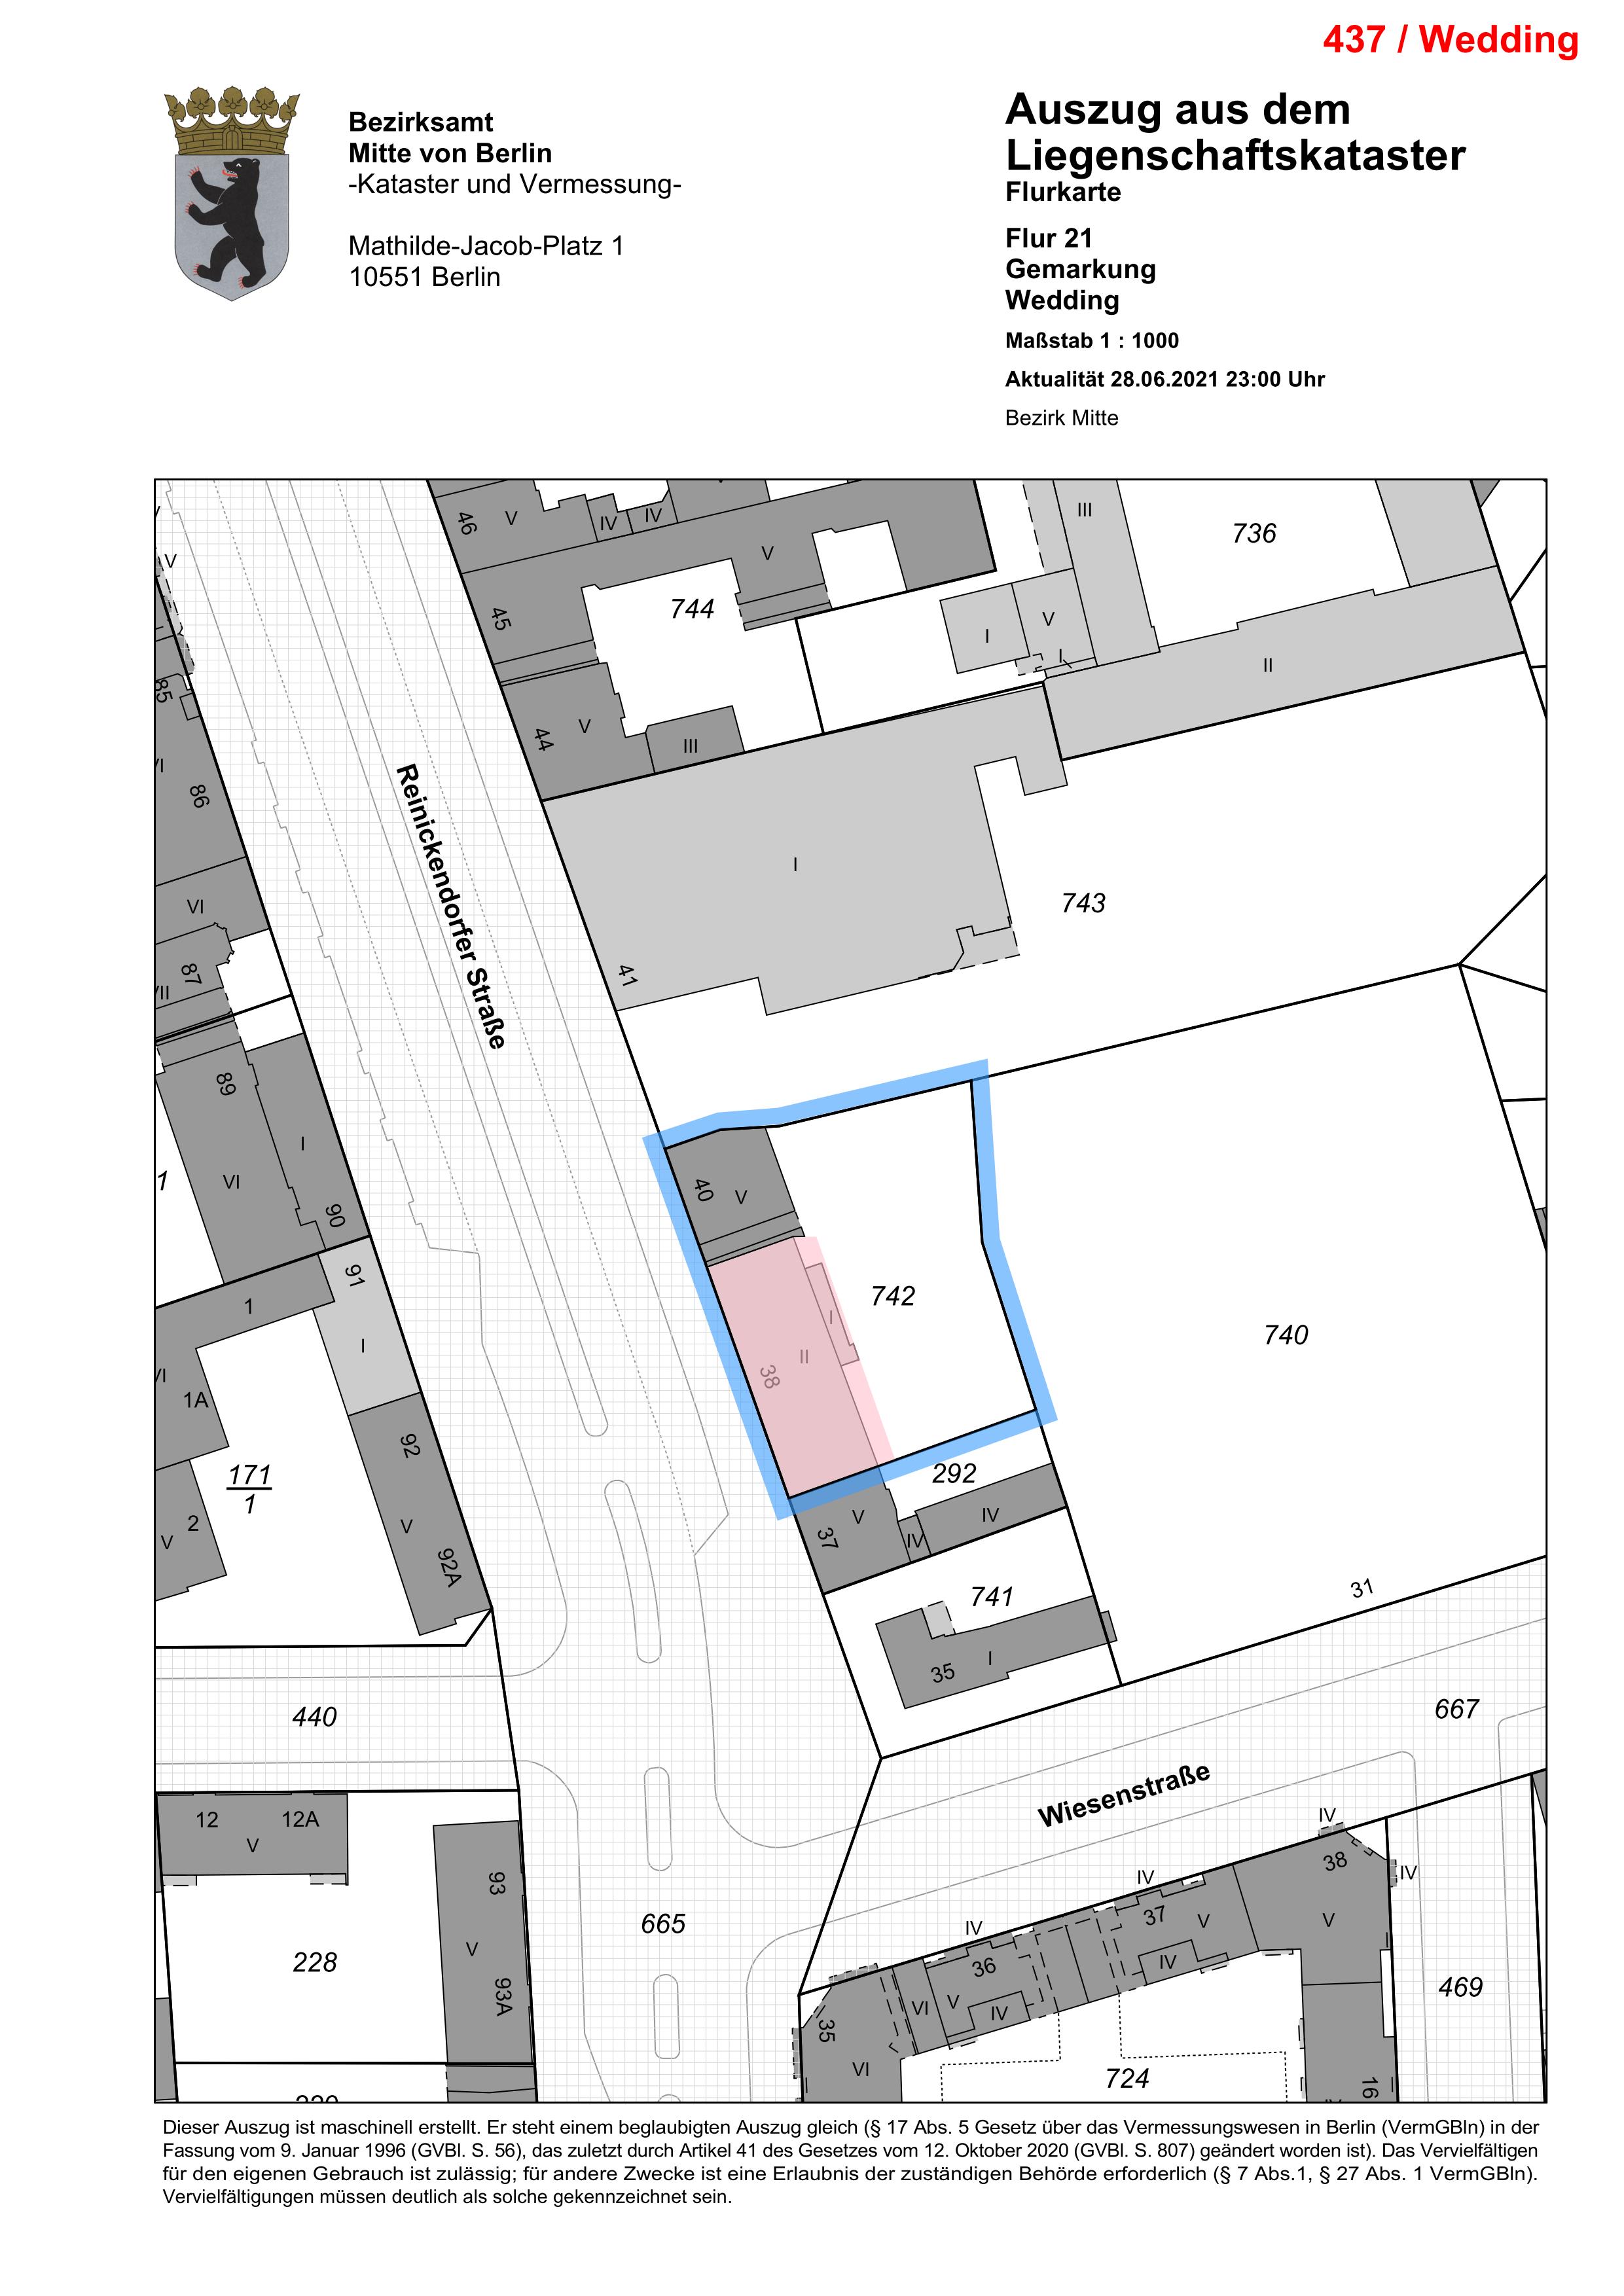 437 / Wedding
Bezirksamt
Mitte von Berlin
-Kataster und Vermessung-
Mathilde-Jacob-Platz 1
10551 Berlin
Auszug aus dem
Liegenschaftskataster
Flurkarte
Flur 21
Gemarkung
Wedding
Maßstab 1 : 1000
Aktualität 28.06.2021 23:00 Uhr
Bezirk Mitte
46
V
IV
IV
V
III
736
V
45
744
I
V
I
II
85
VI
86
44
V
III
Reinickendorfer Straße
I
743
VI
87
VII
41
89
I
VI
90
1
40
V
91
1
I
742
I
II
38
740
VI
1A
92
171
1
V
92A
2
V
292
V
IV
IV
37
31
741
35
I
440
667
Wiesenstraße
12
12A
V
93
V
93A
228
665
IV
38
IV
IV
37
V
V
IV
IV
36
VI
V
IV
35
VI
469
724
16
Dieser Auszug ist maschinell erstellt. Er steht einem beglaubigten Auszug gleich (§ 17 Abs. 5 Gesetz über das Vermessungswesen in Berlin (VermGBln) in der
Fassung vom 9. Januar 1996 (GVBl. S. 56), das zuletzt durch Artikel 41 des Gesetzes vom 12. Oktober 2020 (GVBl. S. 807) geändert worden ist). Das Vervielfältigen
für den eigenen Gebrauch ist zulässig; für andere Zwecke ist eine Erlaubnis der zuständigen Behörde erforderlich (§ 7 Abs.1, § 27 Abs. 1 VermGBln).
Vervielfältigungen müssen deutlich als solche gekennzeichnet sein.